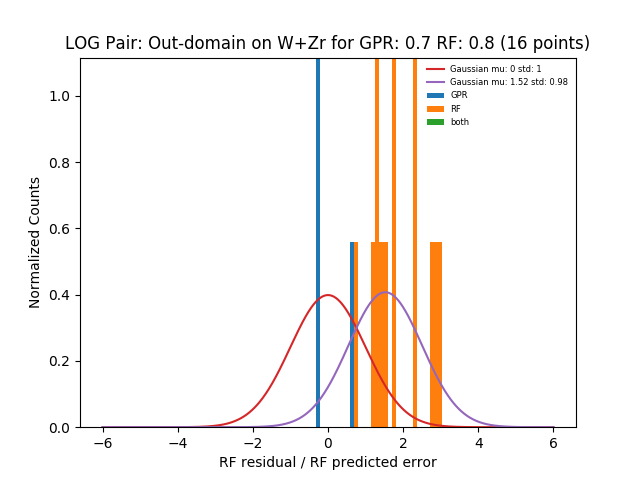 LOG Pair: Out-domain on W+Zr for GPR: 0.7 RF: 0.8 (16 points)
Gaussian mu: 0 std: 1
Gaussian mu: 1.52 std: 0.98
GPR
RF
both
Normalized Counts
1.0
0.8
0.6
0.4
0.2
0.0
−6
−4
−2
0
2
4
6
RF residual / RF predicted error